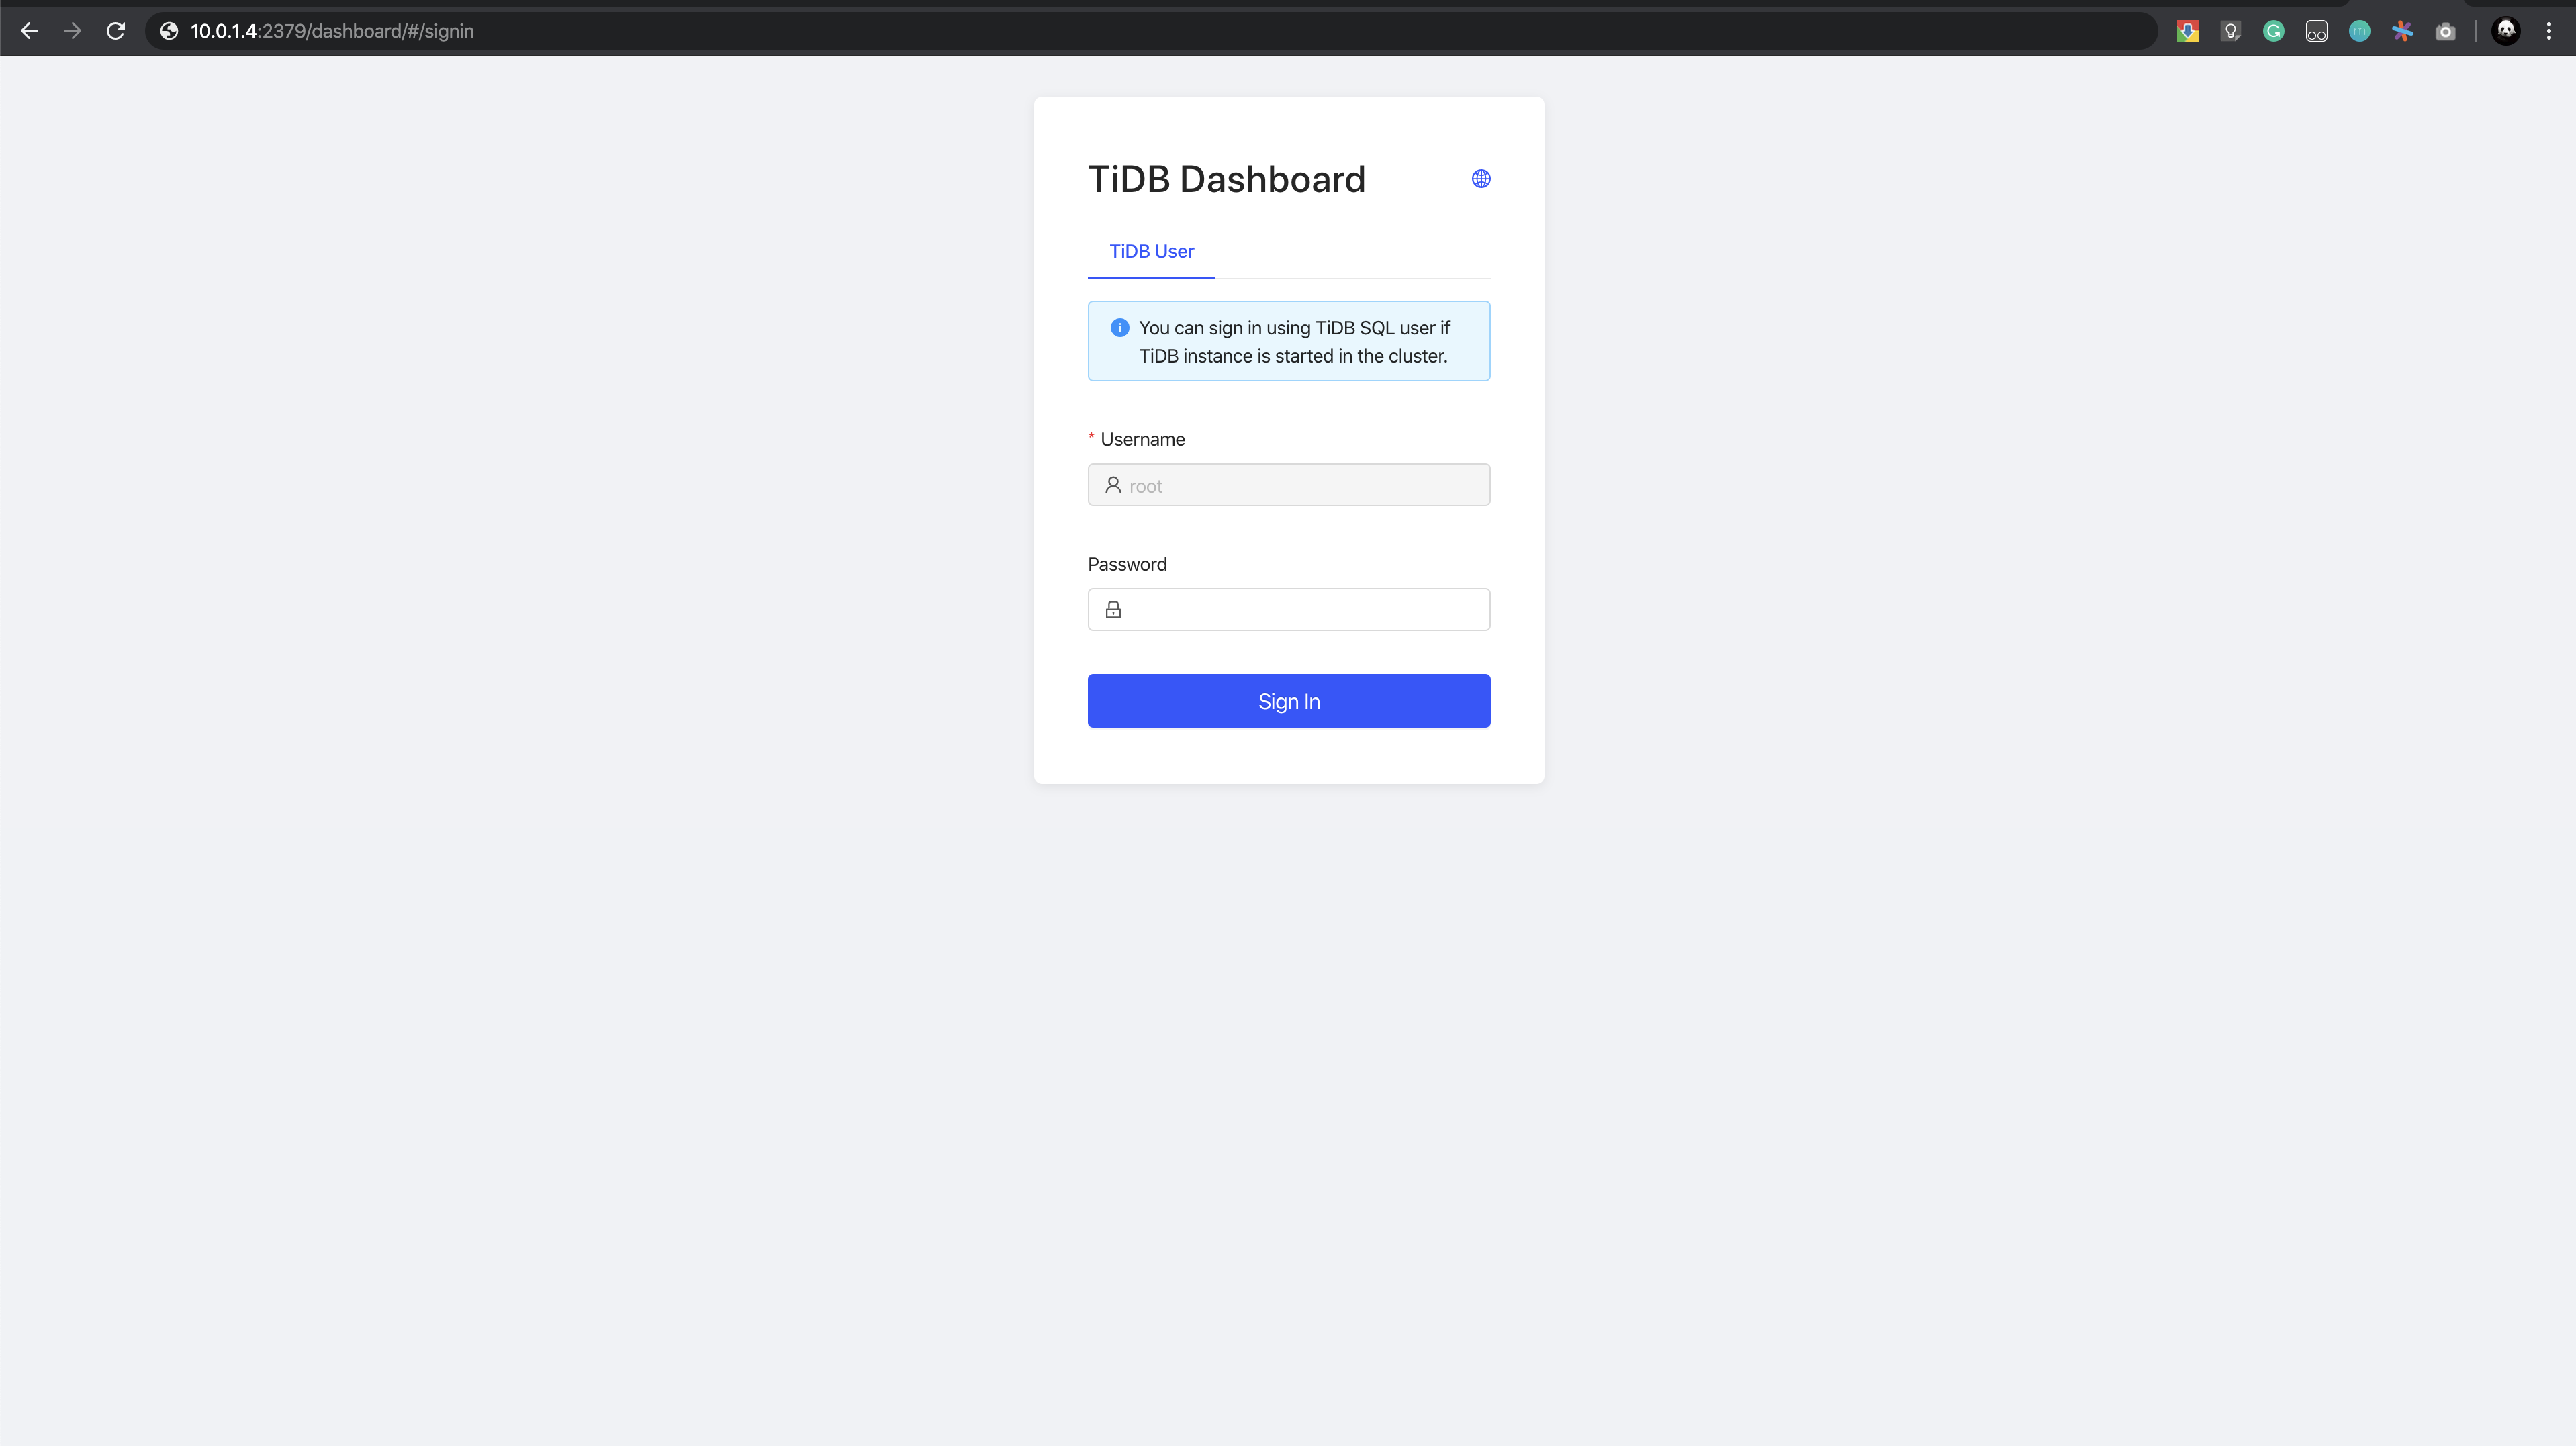 10.0.1.4:2379/dashboard/#/signin
TiDB Dashboard
TiDB User
You can sign in using TiDB SQL user if
TiDB instance is started in the cluster.
* Username
root
Password
Sign In